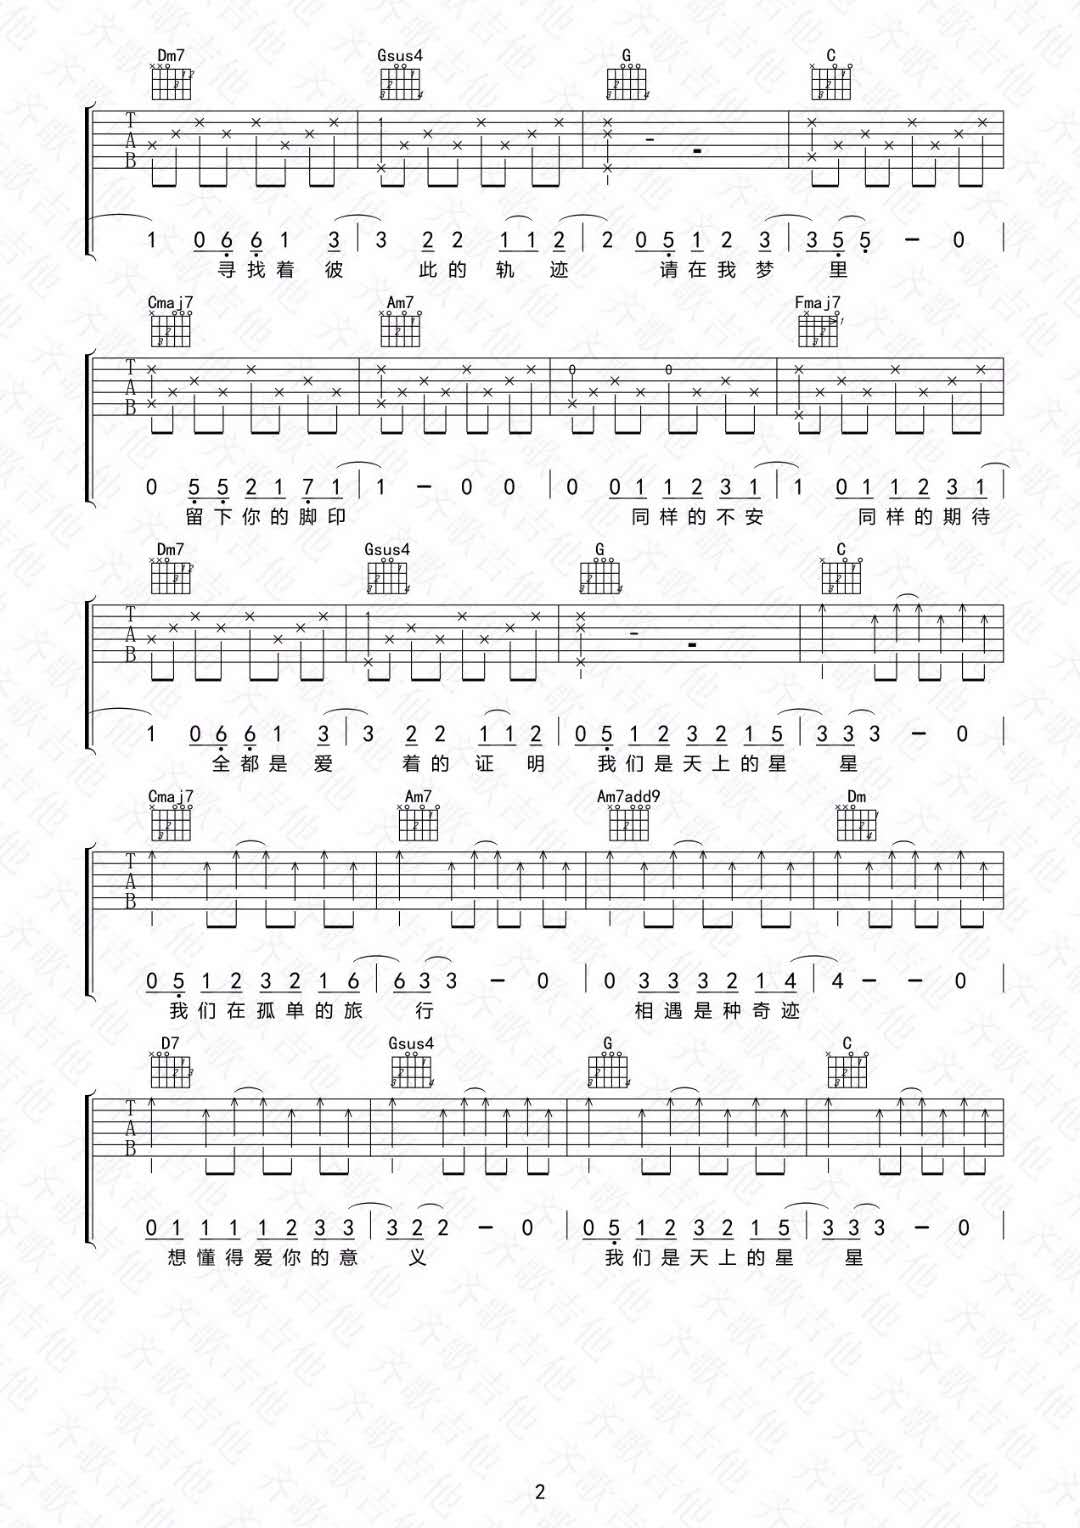 Dm7 Gsus4 G C
T
A
B
1 0 6 6 1 3 3 2 2 1 1 2 2 0 5 1 2 3 3 5 5 — 0
寻找着 彼 此的 轨 迹 请在我 梦 里
Cmaj7 Am7 Fmaj7
1
T
A
B
0 0
0 5 5 2 1 7 1 1 — 0 0 0 0 1 1 2 3 1 1 0 1 1 2 3 1
留下你的脚印 同样的不安 同样的期待
Dm7 Gsus4 G C
T
A
B
1 0 6 6 1 3 3 2 2 1 1 2 0 5 1 2 3 2 1 5 3 3 3 — 0
全都是 爱 着的 证 明 我们是天上的星 星
Cmaj7 Am7 Am7add9 Dm
T
A
B
0 5 1 2 3 2 1 6 6 3 3 — 0 0 3 3 3 2 1 4 4 — — 0
我们在孤单的旅 行 相遇是种奇迹
D7 Gsus4 G C
T
A
B
0 1 1 1 1 2 3 3 3 2 2 — 0 0 5 1 2 3 2 1 5 3 3 3 — 0
想懂得爱你的意 义 我们是天上的星 星
2